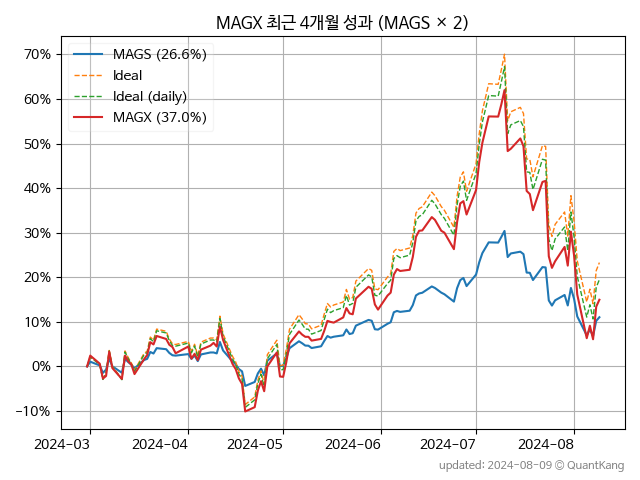 MAGX 최근 4개월 성과 (MAGS × 2)
MAGS (26.6%)
Ideal
Ideal (daily)
MAGX (37.0%)
70%
60%
50%
40%
30%
20%
10%
0%
−10%
2024-03
2024-04
2024-05
2024-06
2024-07
2024-08
updated: 2024-08-09 © QuantKang